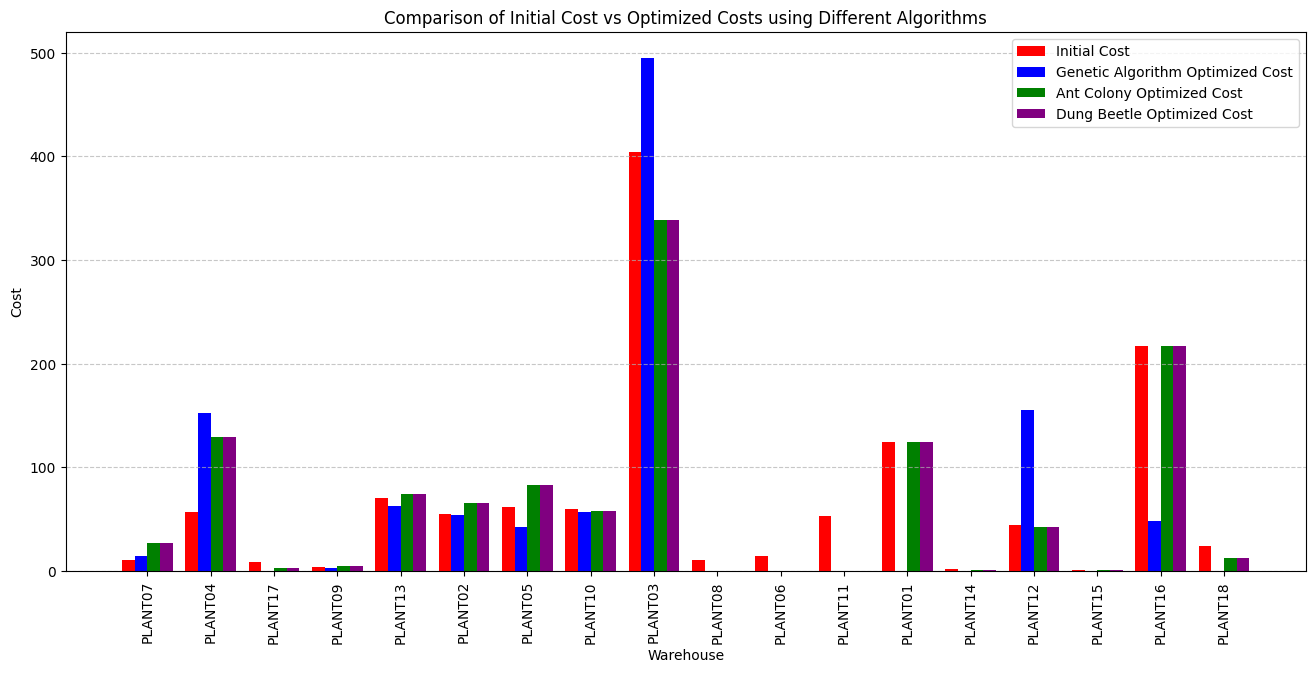 Comparison of Initial Cost vs Optimized Costs using Different Algorithms
Initial Cost
Genetic Algorithm Optimized Cost
Ant Colony Optimized Cost
Dung Beetle Optimized Cost
500
400
300
200
100
0
Cost
PLANT07
PLANT04
PLANT17
PLANT09
PLANT13
PLANT02
PLANT05
PLANT10
PLANT03
PLANT08
PLANT06
PLANT11
PLANT01
PLANT14
PLANT12
PLANT15
PLANT16
PLANT18
Warehouse